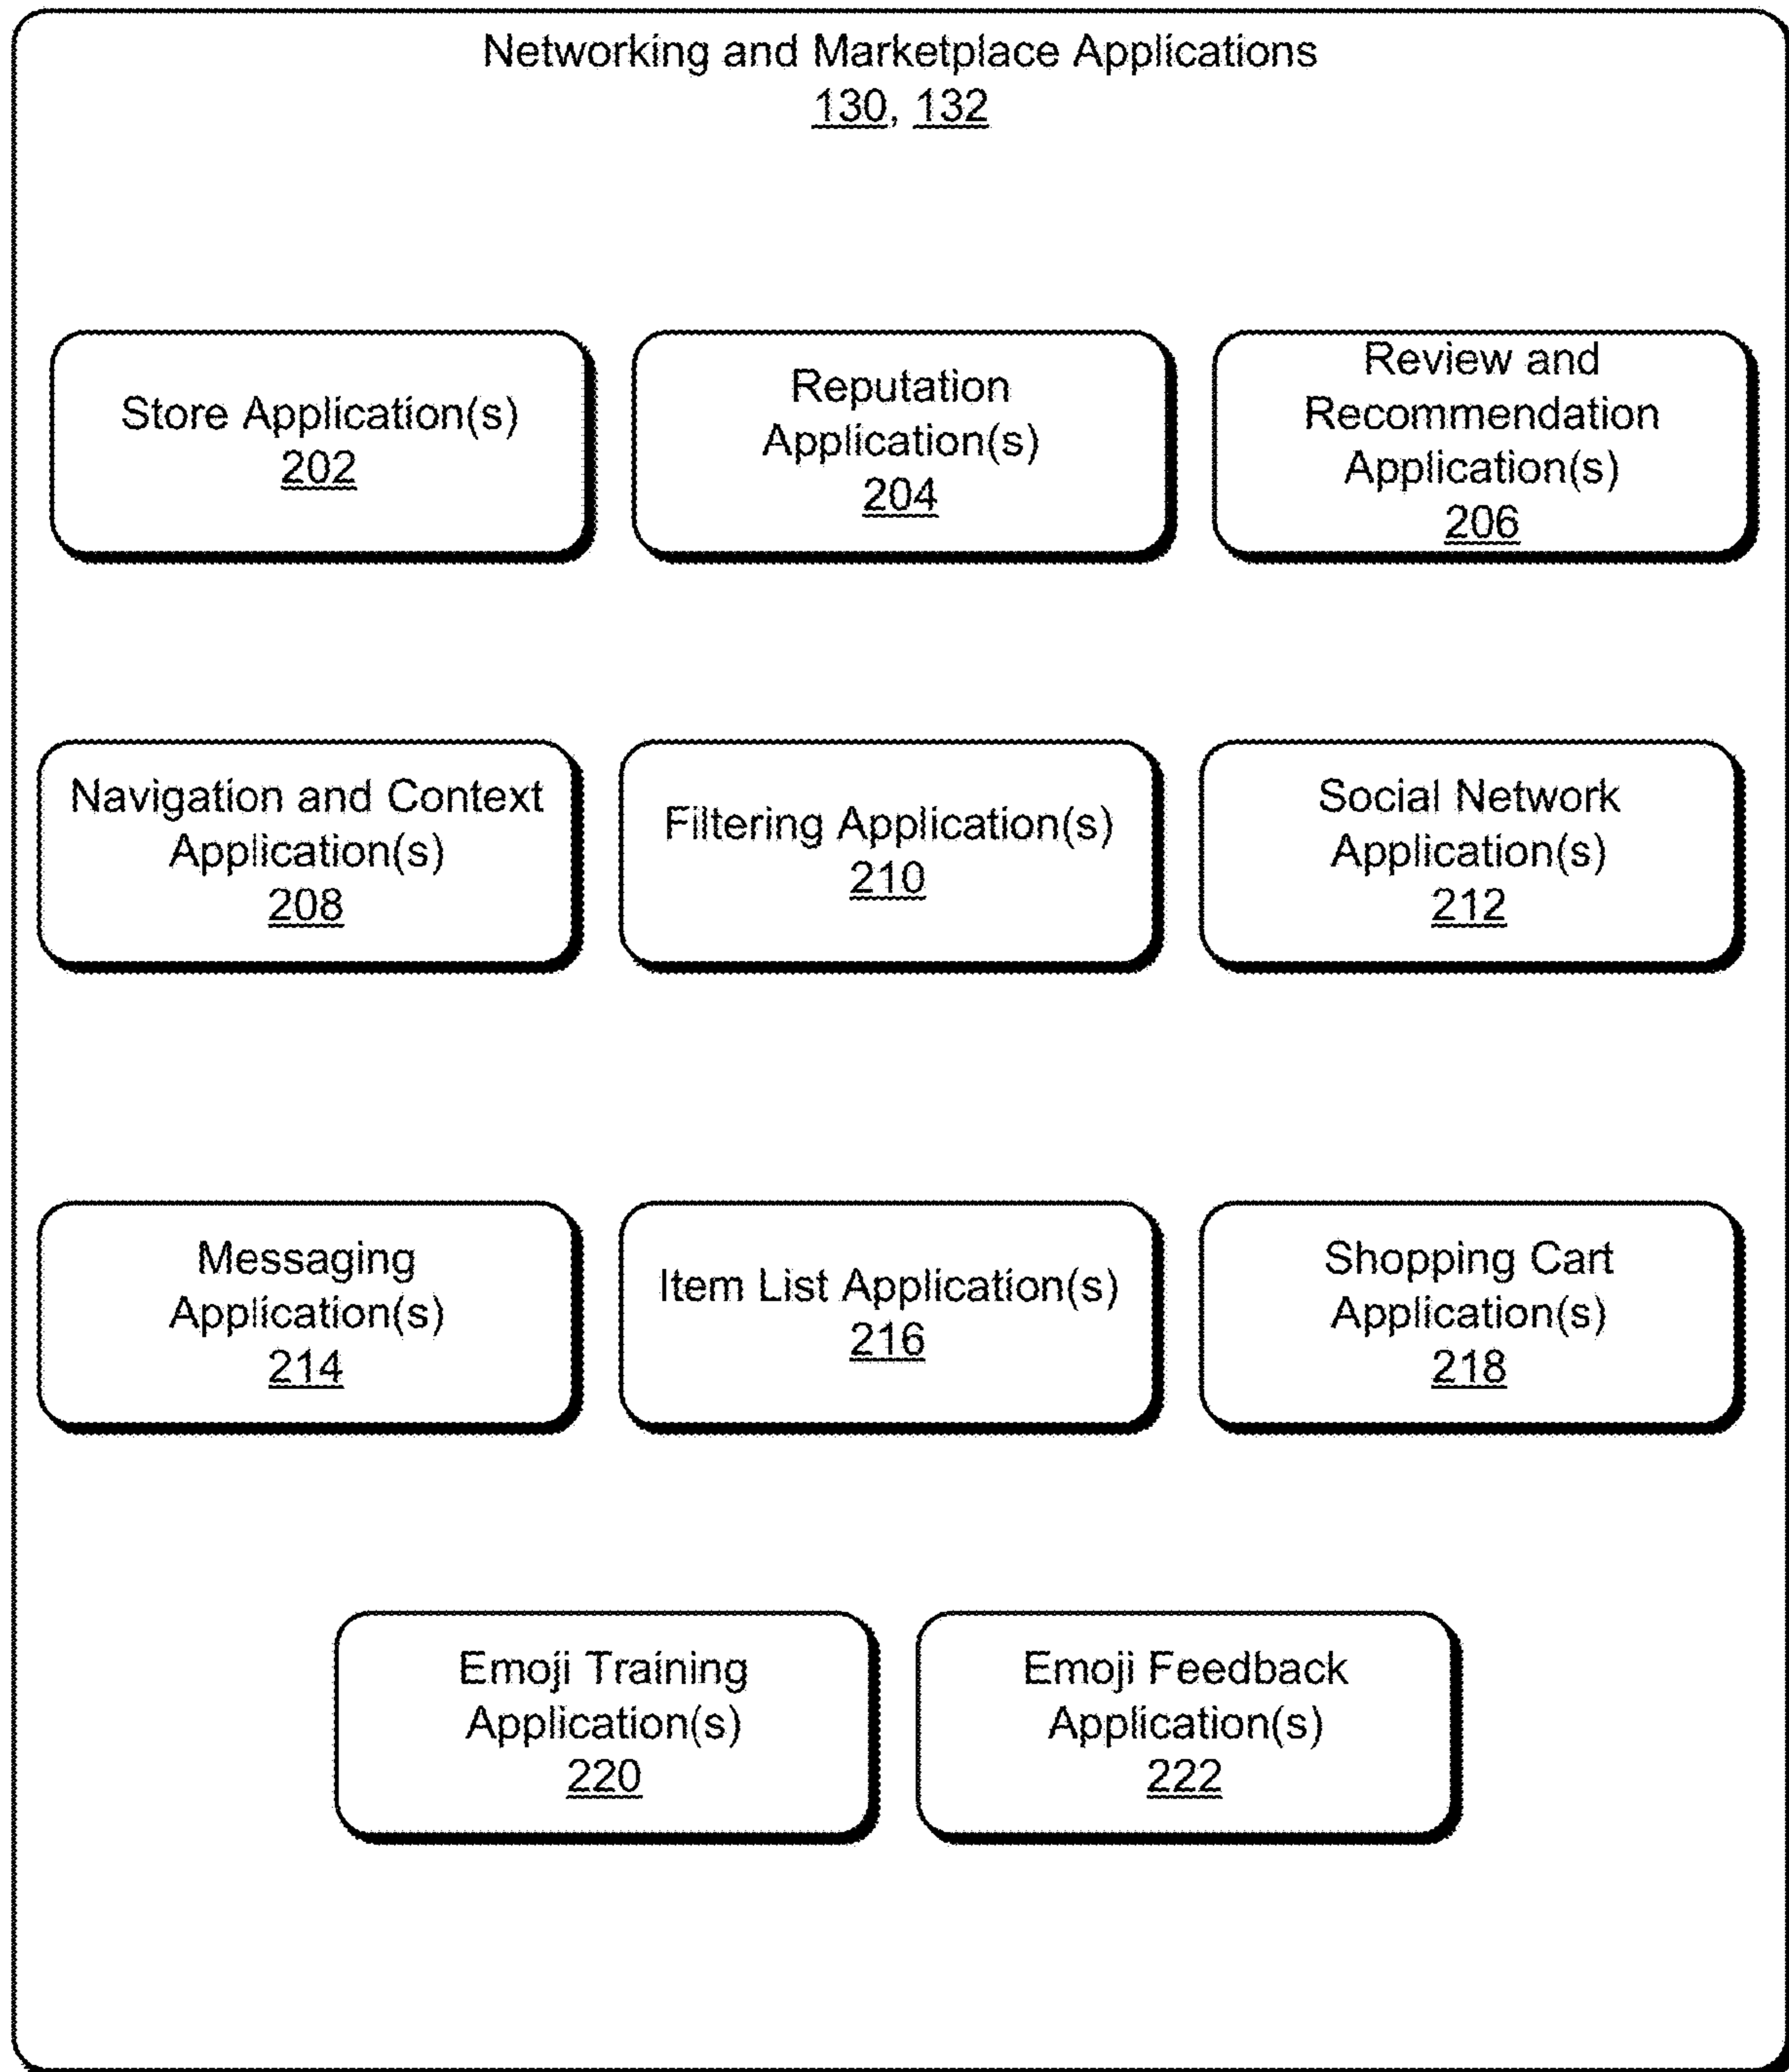 Networking and Marketplace Applications
130, 132
Store Application(s)
202
Reputation
Application(s)
204
Review and
Recommendation
Application(s)
206
Navigation and Context
Application(s)
208
Filtering Application(s)
210
Social Network
Application(s)
212
Messaging
Application(s)
214
Item List Application(s)
216
Shopping Cart
Application(s)
218
Emoji Training
Application(s)
220
Emoji Feedback
Application(s)
222